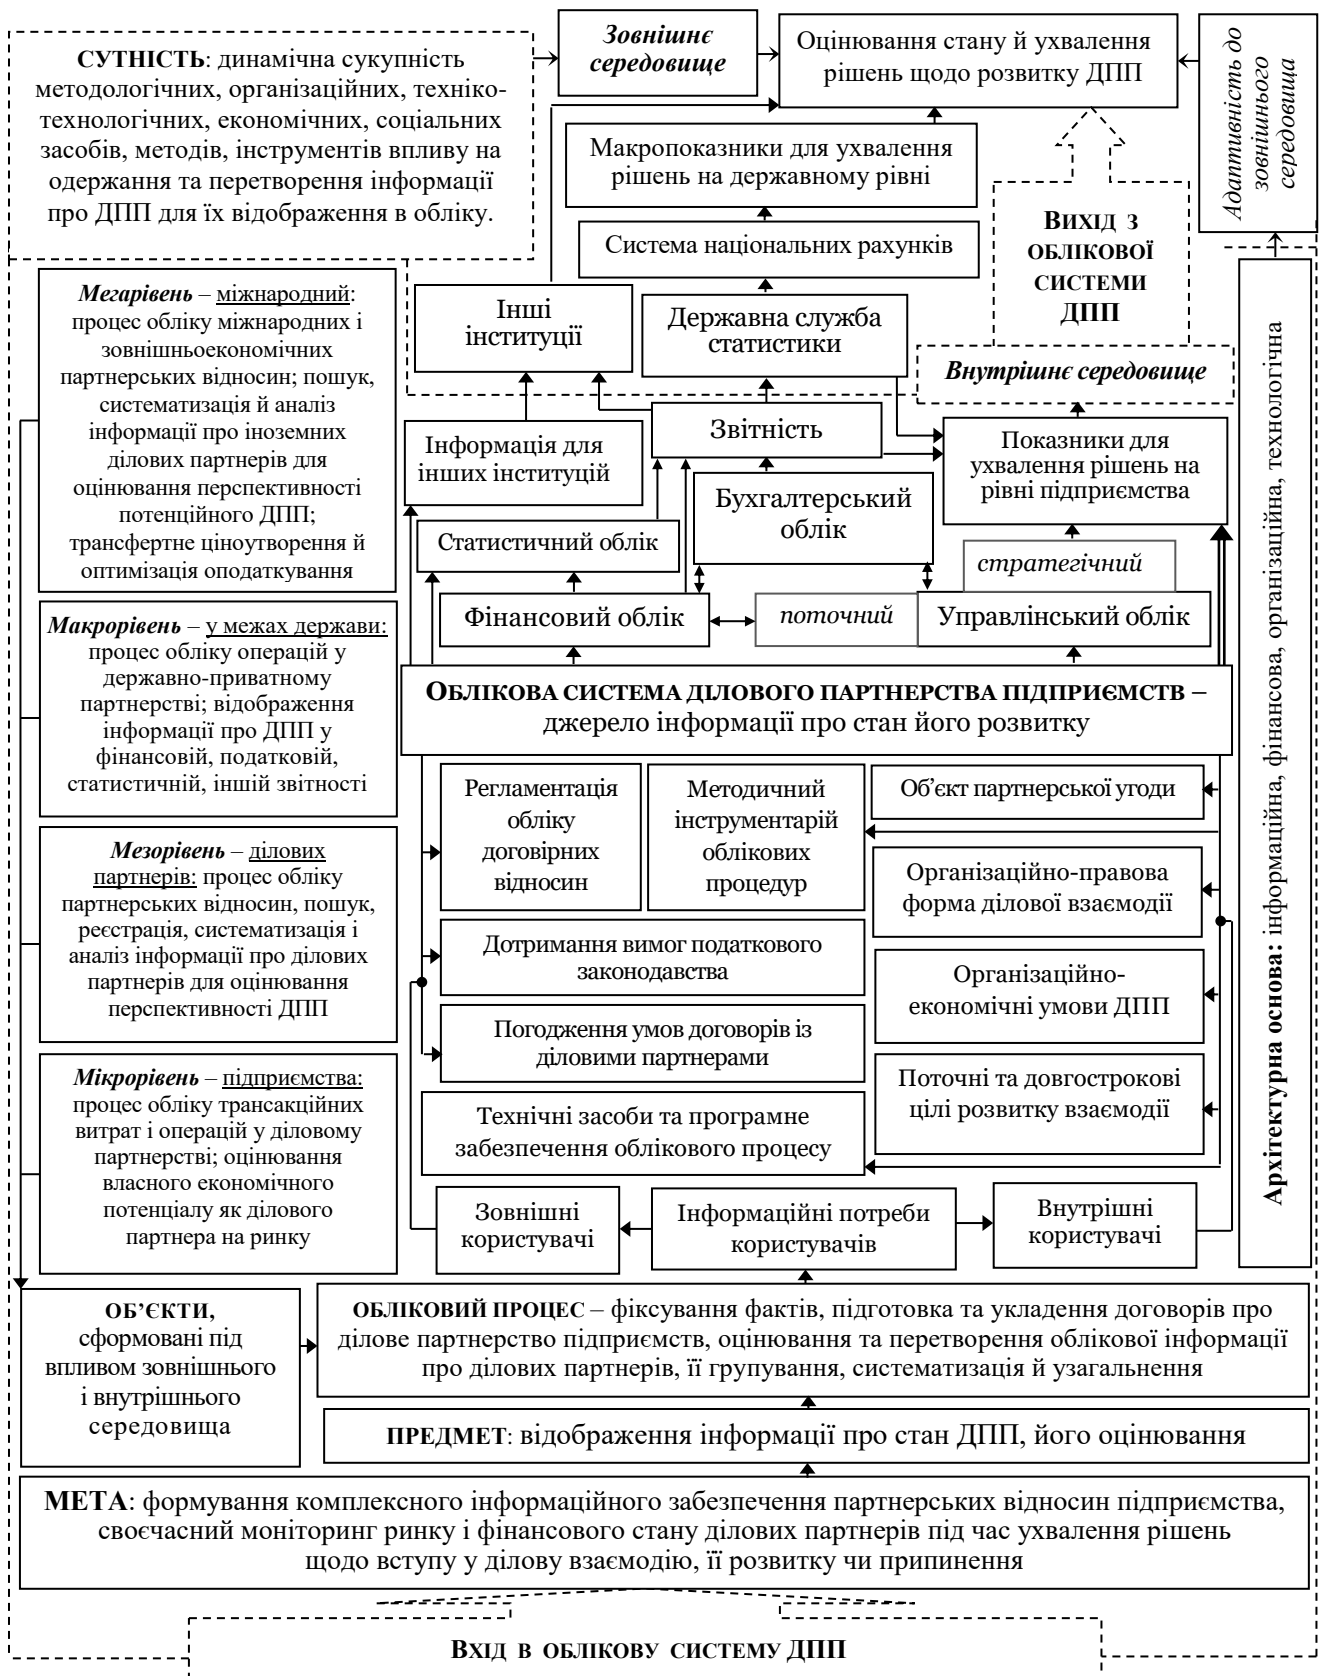 СУТНІСТЬ: динамічна сукупність
методологічних, організаційних, техніко-
технологічних, економічних, соціальних
засобів, методів, інструментів впливу на
одержання та перетворення інформації
про ДПП для їх відображення в обліку.
Зовнішнє
середовище
Оцінювання стану й ухвалення
рішень щодо розвитку ДПП
Адаптивність до
зовнішнього
середовища
Макропоказники для ухвалення
рішень на державному рівні
Система національних рахунків
ВИХІД З
ОБЛІКОВОЇ
СИСТЕМИ
ДПП
Інші
інституції
Державна служба
статистики
Внутрішнє середовище
Мегарівень – міжнародний:
процес обліку міжнародних і
зовнішньоекономічних
партнерських відносин; пошук,
систематизація й аналіз
інформації про іноземних
ділових партнерів для
оцінювання перспективності
потенційного ДПП;
трансфертне ціноутворення й
оптимізація оподаткування
Інформація для
інших інституцій
Звітність
Показники для
ухвалення рішень на
рівні підприємства
Бухгалтерський
облік
Статистичний облік
стратегічний
Фінансовий облік
поточний
Управлінський облік
Макрорівень – у межах держави:
процес обліку операцій у
державно-приватному
партнерстві; відображення
інформації про ДПП у
фінансовій, податковій,
статистичній, іншій звітності
ОБЛІКОВА СИСТЕМА ДІЛОВОГО ПАРТНЕРСТВА ПІДПРИЄМСТВ –
джерело інформації про стан його розвитку
Регламентація
обліку
договірних
відносин
Методичний
інструментарій
облікових
процедур
Об’єкт партнерської угоди
Організаційно-правова
форма ділової взаємодії
Мезорівень – ділових
партнерів: процес обліку
партнерських відносин, пошук,
реєстрація, систематизація і
аналіз інформації про ділових
партнерів для оцінювання
перспективності ДПП
Дотримання вимог податкового
законодавства
Організаційно-
економічні умови ДПП
Погодження умов договорів із
діловими партнерами
Поточні та довгострокові
цілі розвитку взаємодії
Мікрорівень – підприємства:
процес обліку трансакційних
витрат і операцій у діловому
партнерстві; оцінювання
власного економічного
потенціалу як ділового
партнера на ринку
Технічні засоби та програмне
забезпечення облікового процесу
Зовнішні
користувачі
Інформаційні потреби
користувачів
Внутрішні
користувачі
Архітектурна основа: інформаційна, фінансова, організаційна, технологічна
ОБ’ЄКТИ,
сформовані під
впливом зовнішнього
і внутрішнього
середовища
ОБЛІКОВИЙ ПРОЦЕС – фіксування фактів, підготовка та укладення договорів про
ділове партнерство підприємств, оцінювання та перетворення облікової інформації
про ділових партнерів, її групування, систематизація й узагальнення
ПРЕДМЕТ: відображення інформації про стан ДПП, його оцінювання
МЕТА: формування комплексного інформаційного забезпечення партнерських відносин підприємства,
своєчасний моніторинг ринку і фінансового стану ділових партнерів під час ухвалення рішень
щодо вступу у ділову взаємодію, її розвитку чи припинення
ВХІД В ОБЛІКОВУ СИСТЕМУ ДПП